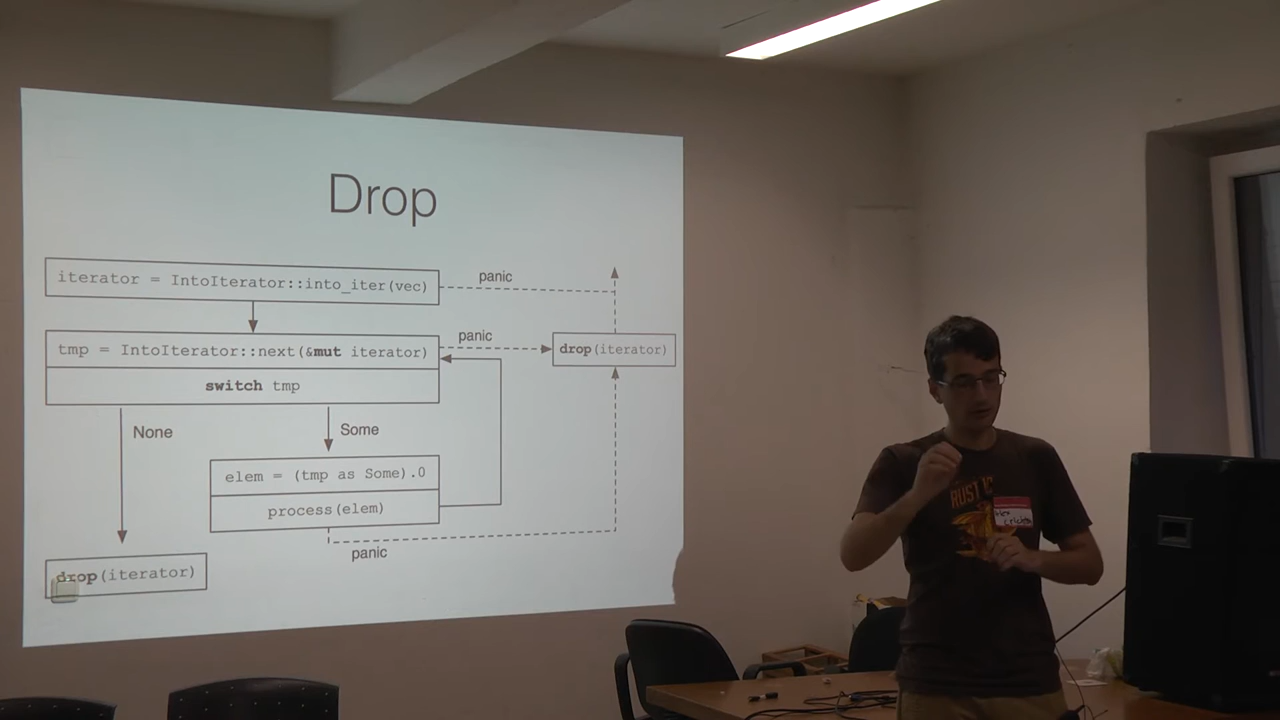 Drop
iterator = IntoIterator::into_iter(vec)
panic
tmp = IntoIterator::next(&mut iterator)
panic
drop(iterator)
switch tmp
None
Some
elem = (tmp as Some).0
process(elem)
panic
drop(iterator)
RUST